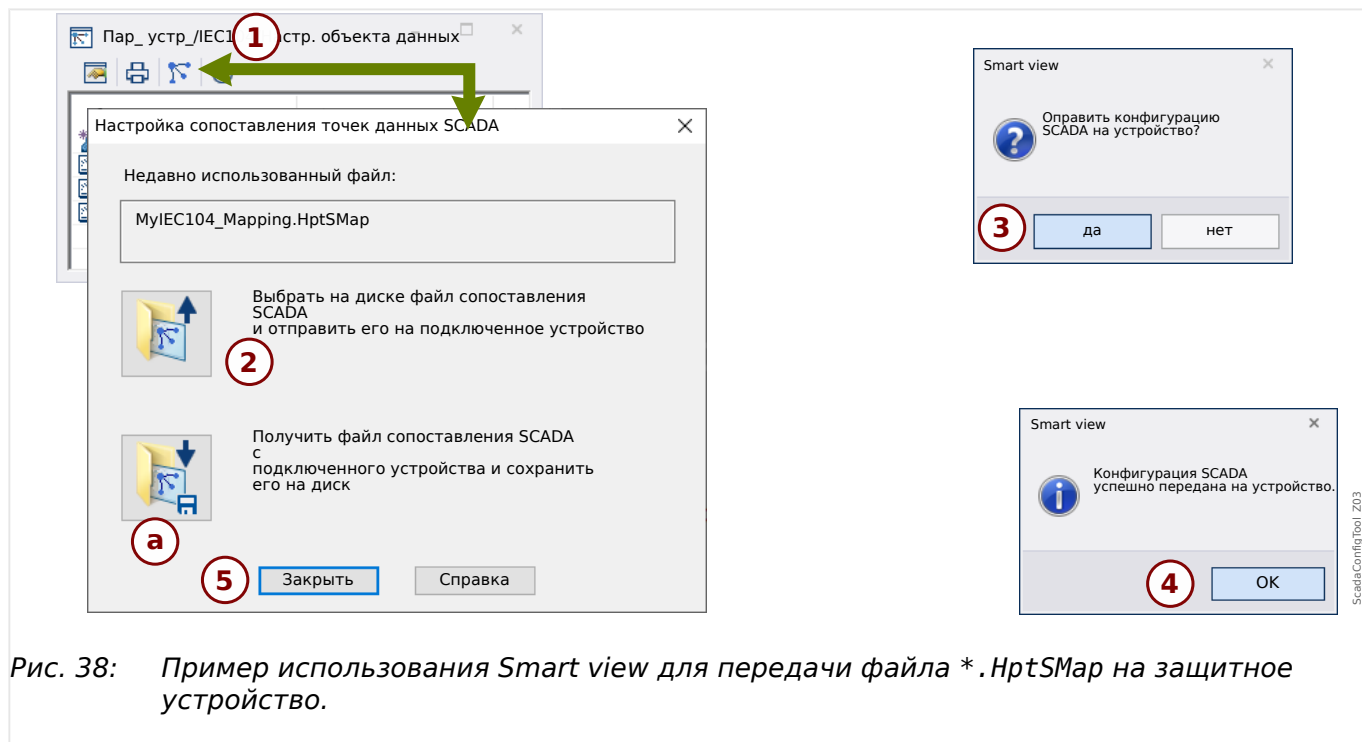 Пар_ устр_/IEC1 стр. объекта данных
1
Настройка сопоставления точек данных SCADA
Недавно использованный файл:
MyIEC104_Mapping.HptSMap
Выбрать на диске файл сопоставления
SCADA
и отправить его на подключенное устройство
2
Получить файл сопоставления SCADA
с
подключенного устройства и сохранить
его на диск
a
5
Закрыть
Справка
Smart view
Оправить конфигурацию
SCADA на устройство?
3
да
нет
Smart view
Конфигурация SCADA
успешно передана на устройство.
4
OK
ScadaConfigTool_Z03
Рис. 38: Пример использования Smart view для передачи файла *.HptSMap на защитное
устройство.